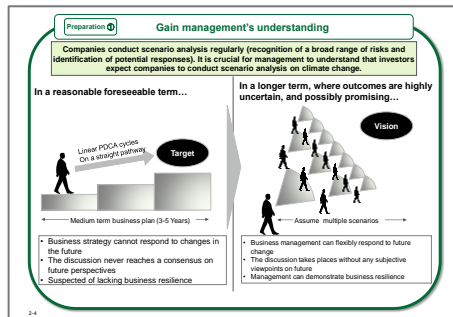 Preparation ①
Gain management's understanding
Companies conduct scenario analysis regularly (recognition of a broad range of risks and
identification of potential responses). It is crucial for management to understand that investors
expect companies to conduct scenario analysis on climate change.
In a reasonable foreseeable term…
Linear PDCA cycles
On a straight pathway
Target
Medium term business plan (3-5 Years)
• Business strategy cannot respond to changes in
the future
• The discussion never reaches a consensus on
future perspectives
• Suspected of lacking business resilience
In a longer term, where outcomes are highly
uncertain, and possibly promising…
Vision
Assume multiple scenarios
• Business management can flexibly respond to future
change
• The discussion takes places without any subjective
viewpoints on future
• Management can demonstrate business resilience
2-4